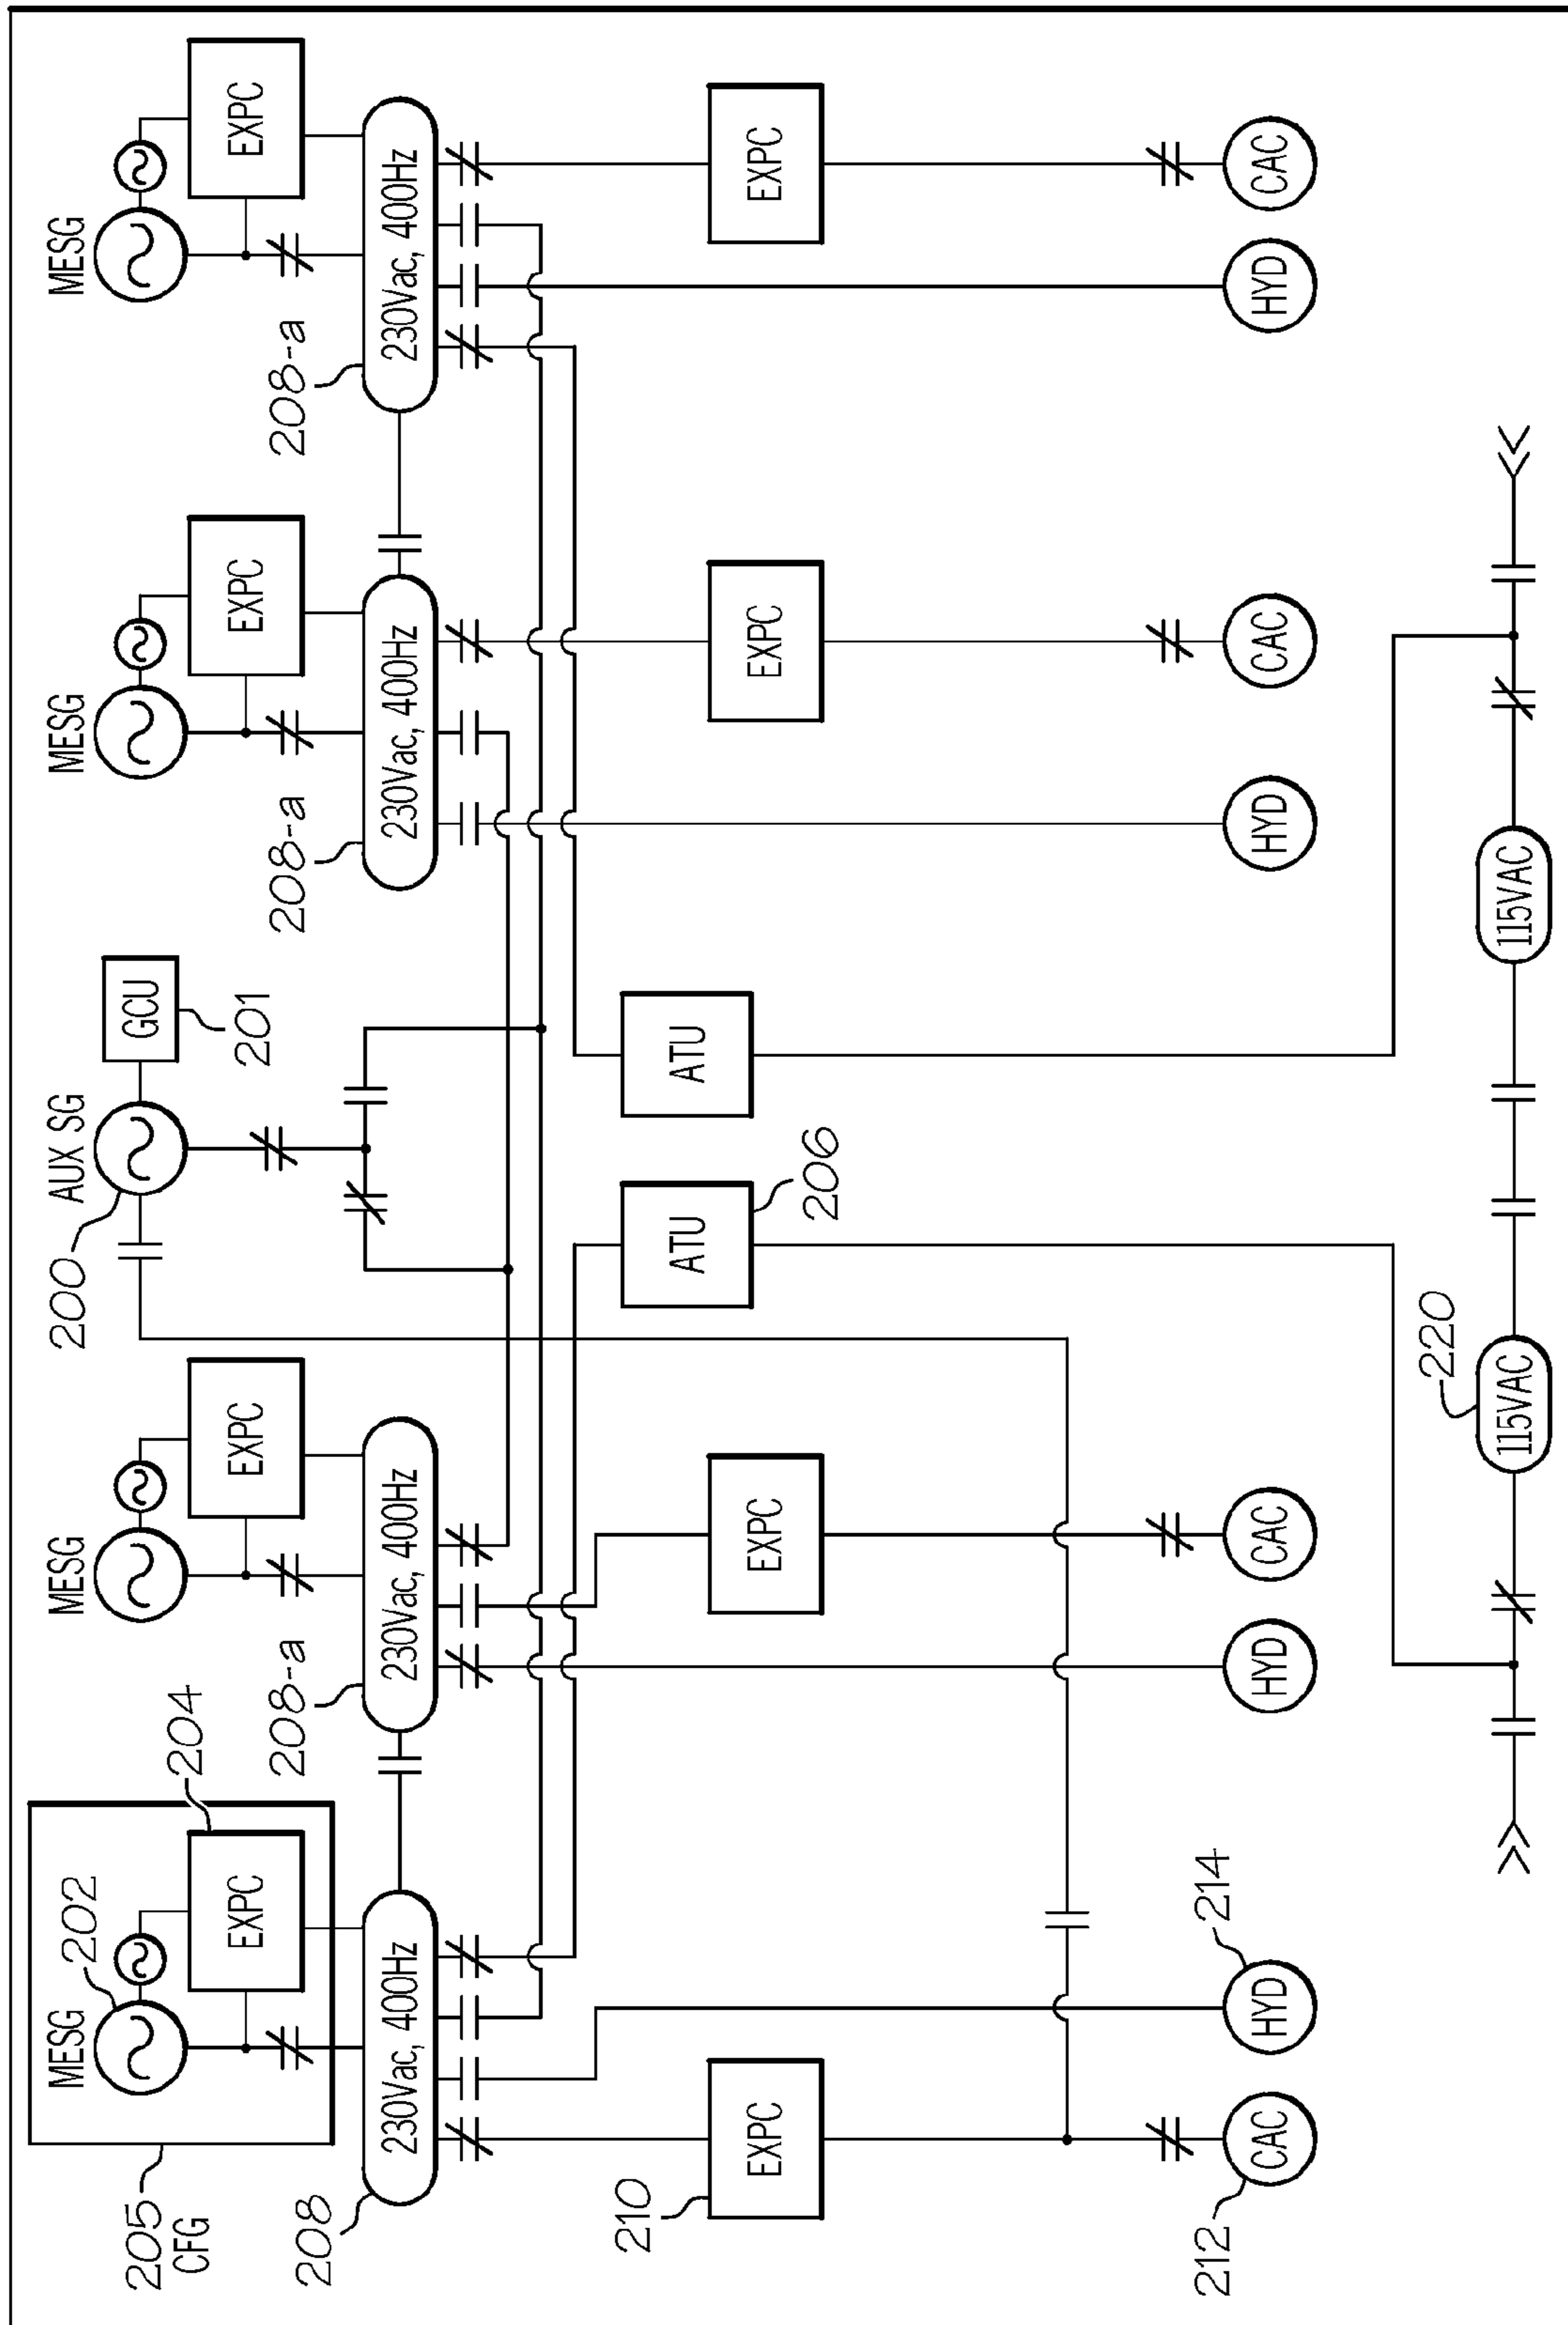 205
CFG
MESG
202
204
EXPC
MESG
EXPC
200
AUX SG
GCU
201
MESG
EXPC
MESG
EXPC
208
230Vac, 400Hz
208-a
230Vac, 400Hz
208-a
230Vac, 400Hz
208-a
230Vac, 400Hz
210
EXPC
EXPC
ATU
206
ATU
EXPC
EXPC
212
CAC
HYD
214
HYD
CAC
HYD
CAC
HYD
CAC
220
115VAC
115VAC